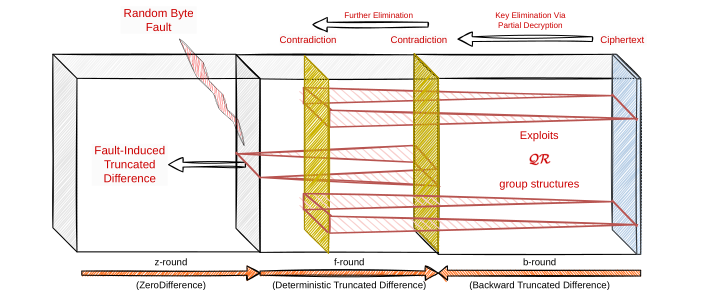 Random Byte
Fault
Further Elimination
Key Elimination Via
Partial Decryption
Contradiction
Contradiction
Ciphertext
Fault-Induced
Truncated
Difference
Exploits
QR
group structures
z-round
f-round
b-round
(ZeroDifference)
(Deterministic Truncated Difference)
(Backward Truncated Difference)